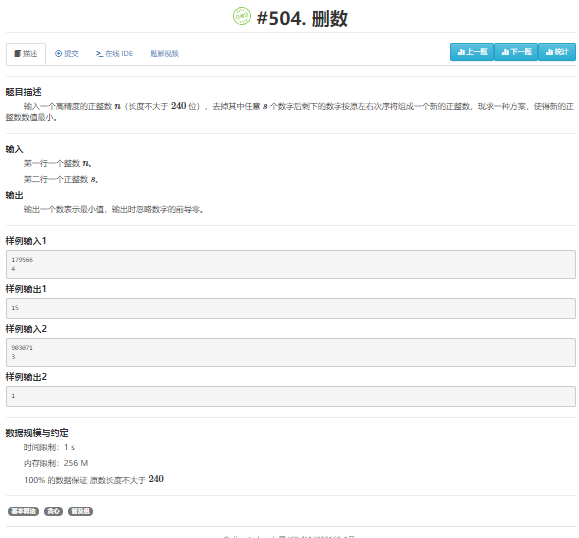 #504. 删数
描述 提交 在线 IDE 题解视频 上一题 下一题 统计
题目描述
输入一个高精度的正整数 n（长度不大于 240 位），去掉其中任意 s 个数字后剩下的数字按原左右次序将组成一个新的正整数，现求一种方案，使得新的正
整数数值最小。
输入
第一行一个整数 n。
第二行一个正整数 s。
输出
输出一个数表示最小值，输出时忽略数字的前导零。
样例输入1
179566
4
样例输出1
15
样例输入2
903071
3
样例输出2
1
数据规模与约定
时间限制：1 s
内存限制：256 M
100% 的数据保证 原数长度不大于 240
基本算法 贪心 普及组